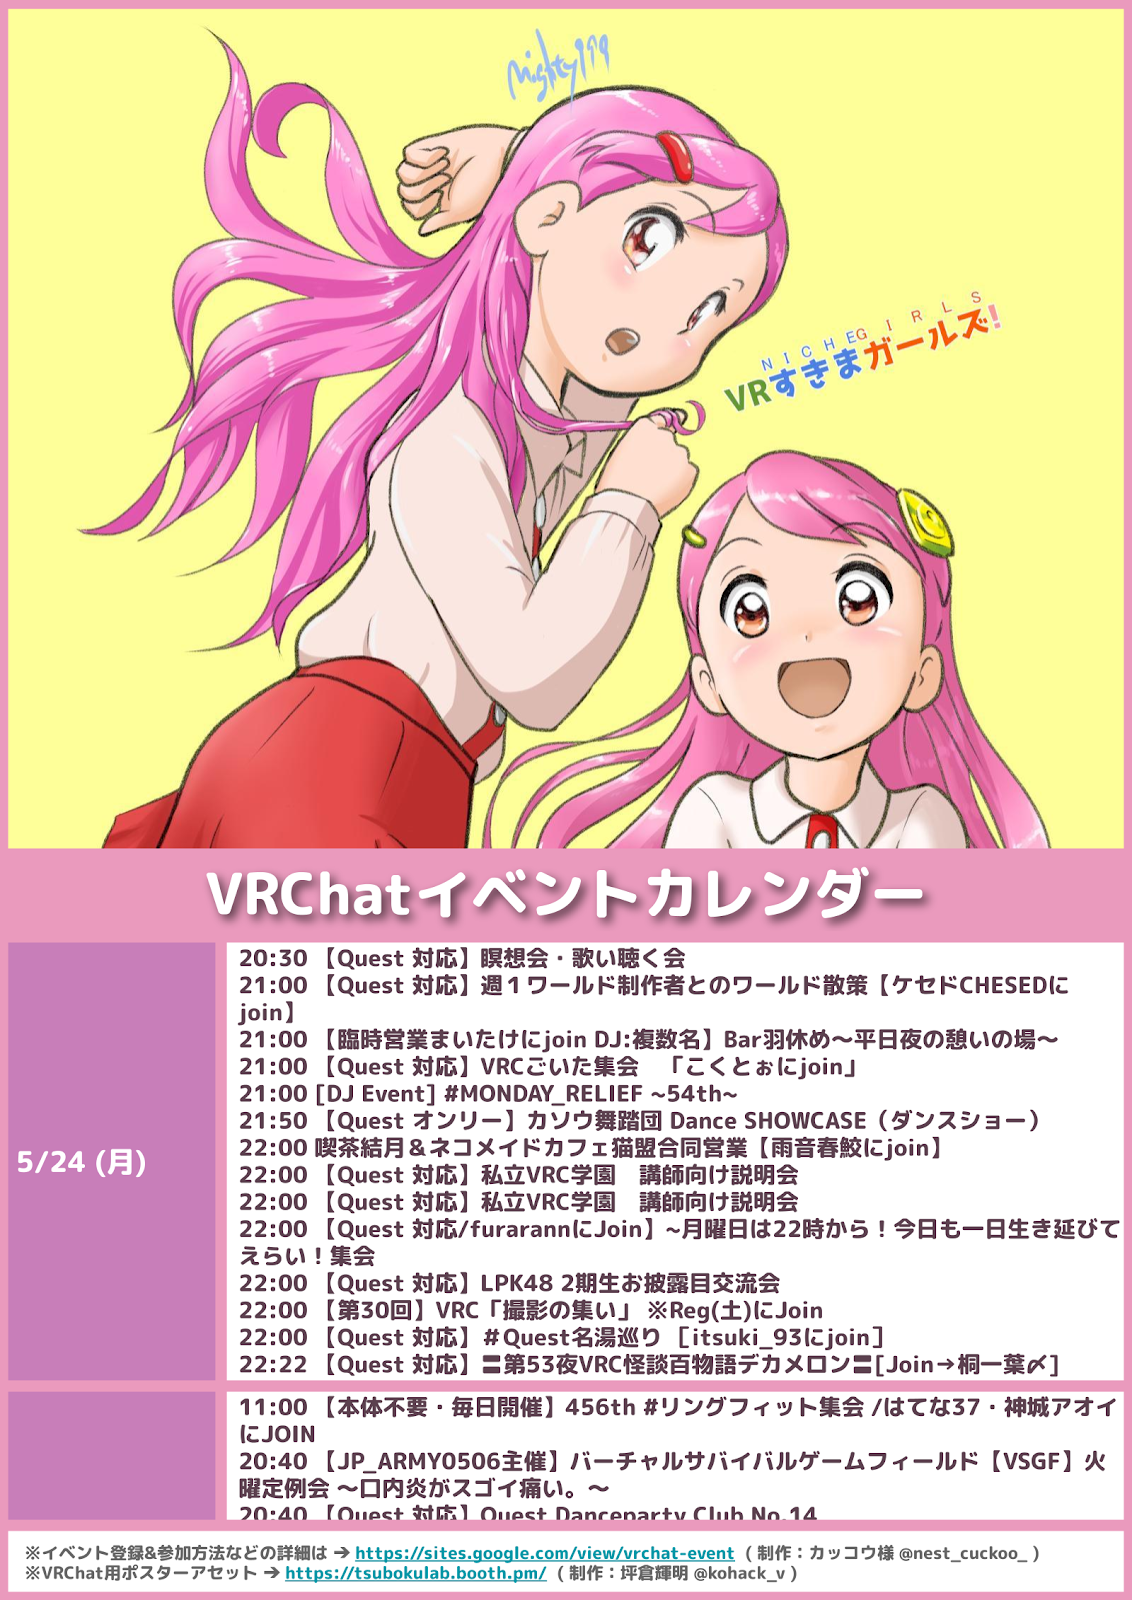 mighty199
NICHE GIRLS
VRすきまガールズ!
VRChatイベントカレンダー
5/24 (月)
20:30 【Quest 対応】瞑想会・歌い聴く会
21:00 【Quest 対応】週１ワールド制作者とのワールド散策【ケセドCHESEDに
join】
21:00 【臨時営業まいたけにjoin DJ:複数名】Bar羽休め～平日夜の憩いの場～
21:00 【Quest 対応】VRCごいた集会　「こくとぉにjoin」
21:00 [DJ Event] #MONDAY_RELIEF ~54th~
21:50 【Quest オンリー】カソウ舞踏団 Dance SHOWCASE（ダンスショー）
22:00 喫茶結月＆ネコメイドカフェ猫盟合同営業【雨音春鮫にjoin】
22:00 【Quest 対応】私立VRC学園　講師向け説明会
22:00 【Quest 対応】私立VRC学園　講師向け説明会
22:00 【Quest 対応/furarannにJoin】~月曜日は22時から！今日も一日生き延びて
えらい！集会
22:00 【Quest 対応】LPK48 2期生お披露目交流会
22:00 【第30回】VRC「撮影の集い」 ※Reg(土)にJoin
22:00 【Quest 対応】＃Quest名湯巡り ［itsuki_93にjoin］
22:22 【Quest 対応】〓第53夜VRC怪談百物語デカメロン〓[Join→桐一葉〆]
11:00 【本体不要・毎日開催】456th #リングフィット集会 /はてな37・神城アオイ
にJOIN
20:40 【JP_ARMY0506主催】バーチャルサバイバルゲームフィールド【VSGF】火
曜定例会 ～口内炎がスゴイ痛い。～
20:40 【Quest 対応】Quest Danceparty Club No.14
※イベント登録&参加方法などの詳細は → https://sites.google.com/view/vrchat-event ( 制作：カッコウ様 @nest_cuckoo_ )
※VRChat用ポスターアセット → https://tsubokulab.booth.pm/ ( 制作：坪倉輝明 @kohack_v )